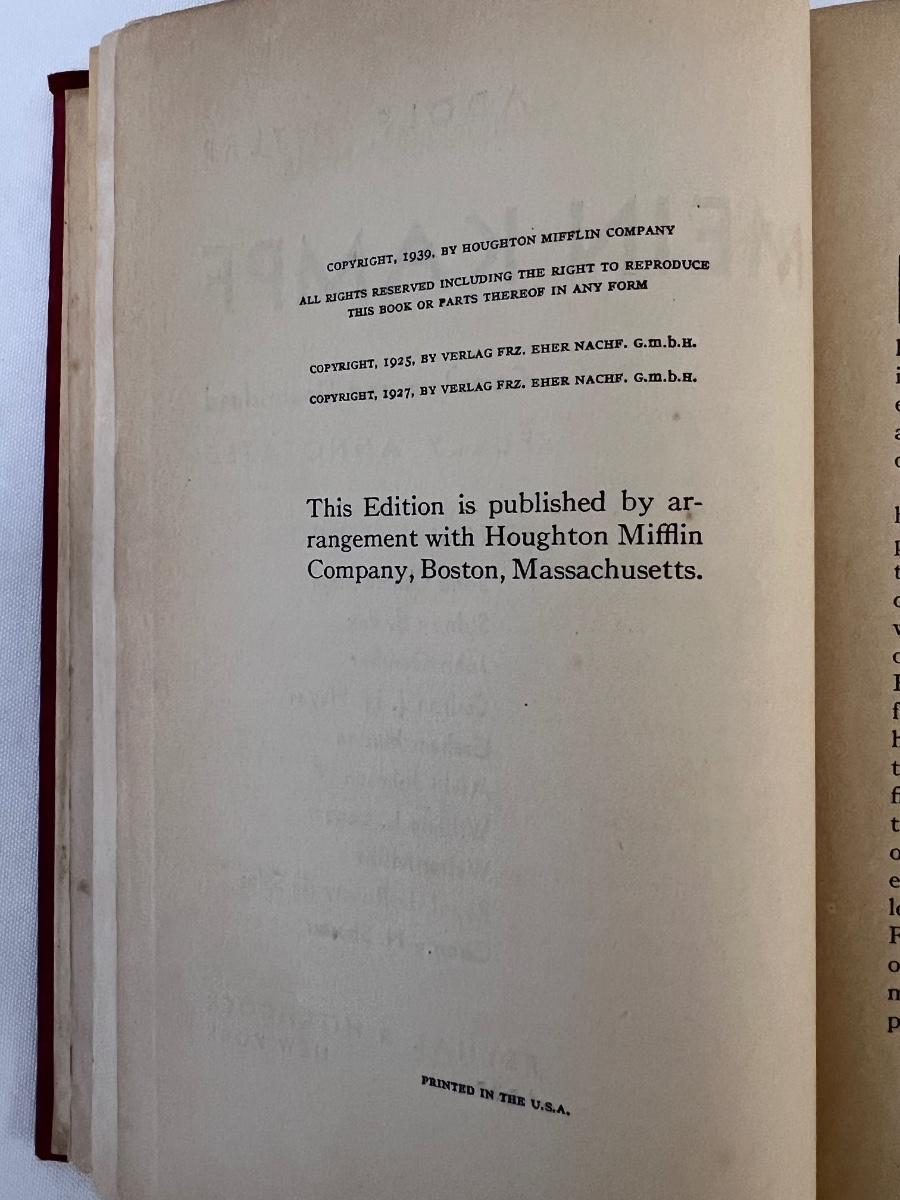 COPYRIGHT, 1939, BY HOUGHTON MIFFLIN COMPANY
ALL RIGHTS RESERVED INCLUDING THE RIGHT TO REPRODUCE
THIS BOOK OR PARTS THEREOF IN ANY FORM
COPYRIGHT, 1925, BY VERLAG FRZ. EHER NACHF. G.m.b.H.
COPYRIGHT, 1927, BY VERLAG FRZ. EHER NACHF. G.m.b.H.
This Edition is published by ar-
rangement with Houghton Mifflin
Company, Boston, Massachusetts.
PRINTED IN THE U.S.A.